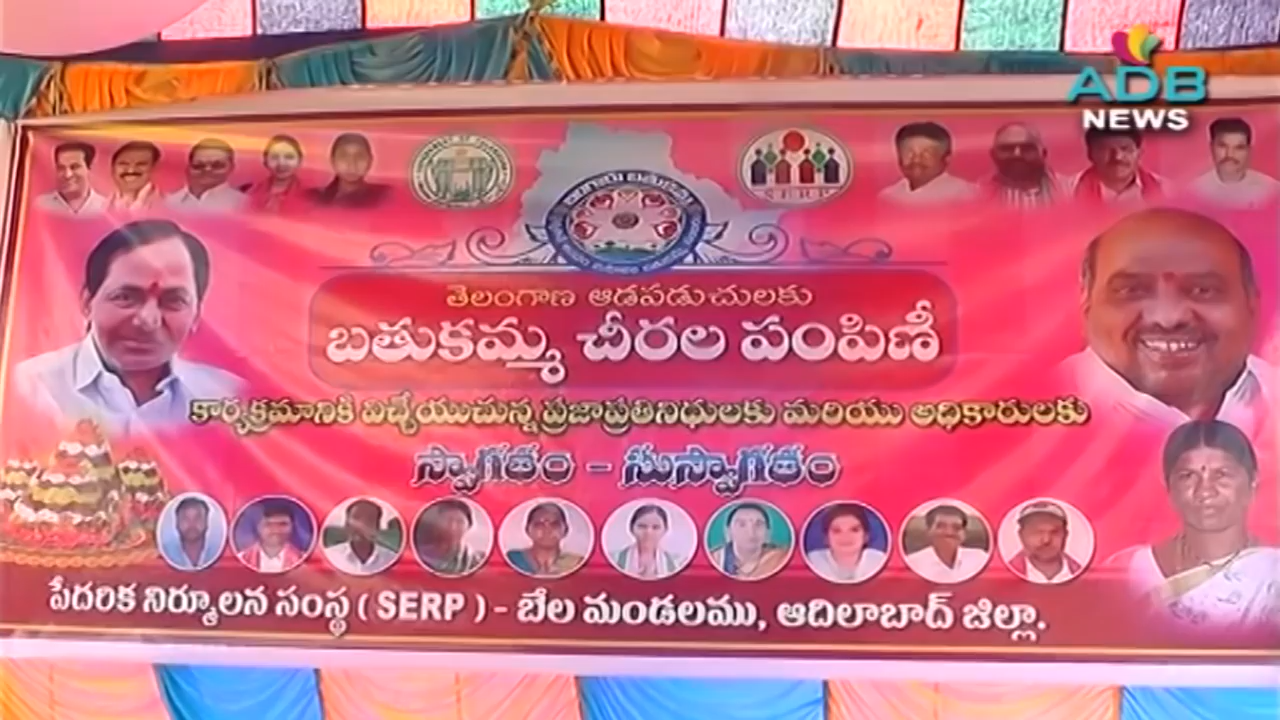 ADB
NEWS
తెలంగాణ ఆడపడుచులకు
బతుకమ్మ చీరల పంపిణీ
కార్యక్రమానికి విచ్చేయుచున్న ప్రజాప్రతినిధులకు మరియు అధికారులకు
స్వాగతం - సుస్వాగతం
పేదరిక నిర్మూలన సంస్థ ( SERP ) - బేల మండలము, ఆదిలాబాద్ జిల్లా.